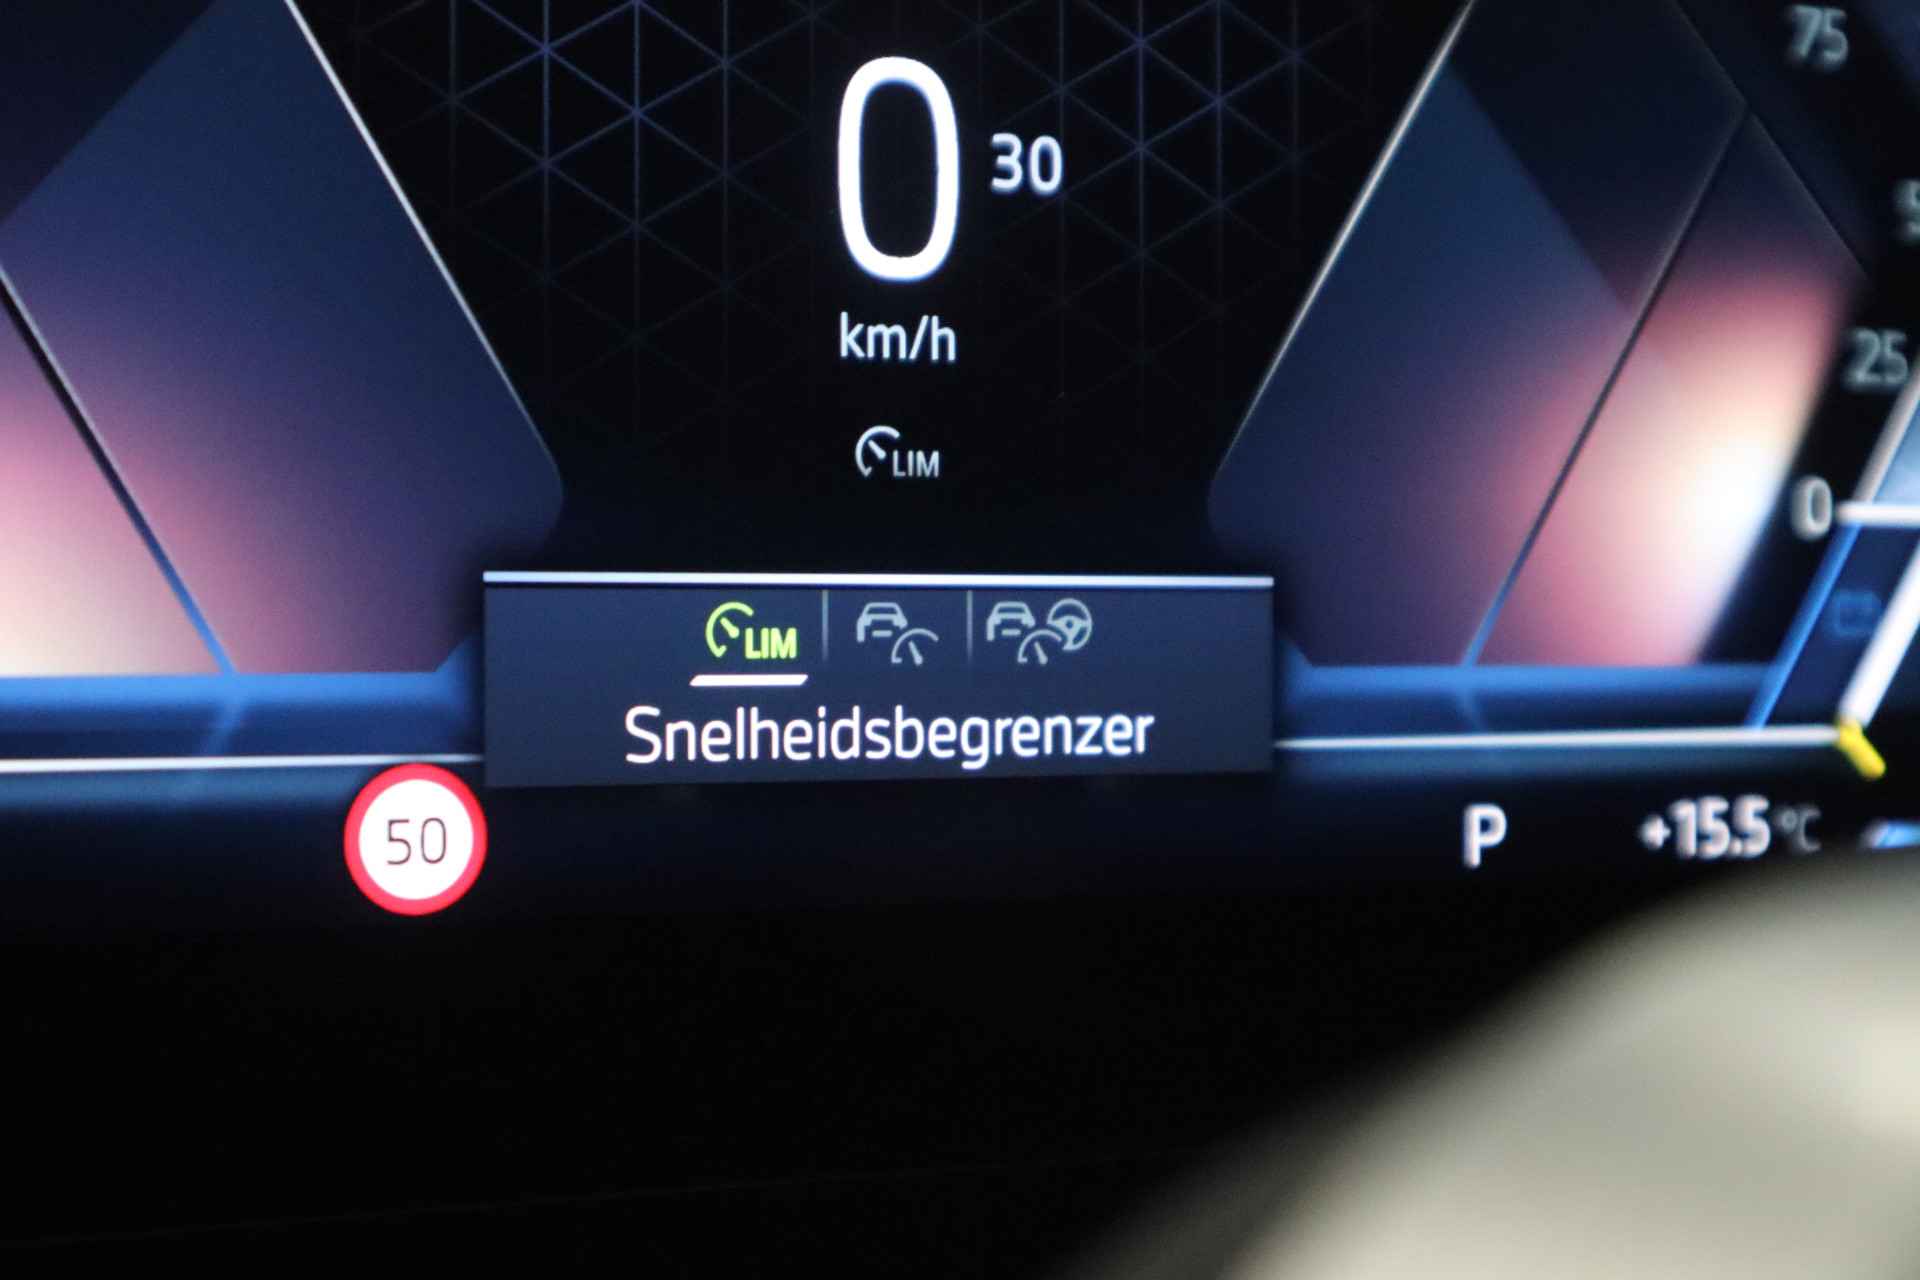 75
0 30
km/h
25
LIM
0
LIM
Snelheidsbegrenzer
50
P +15.5 °C